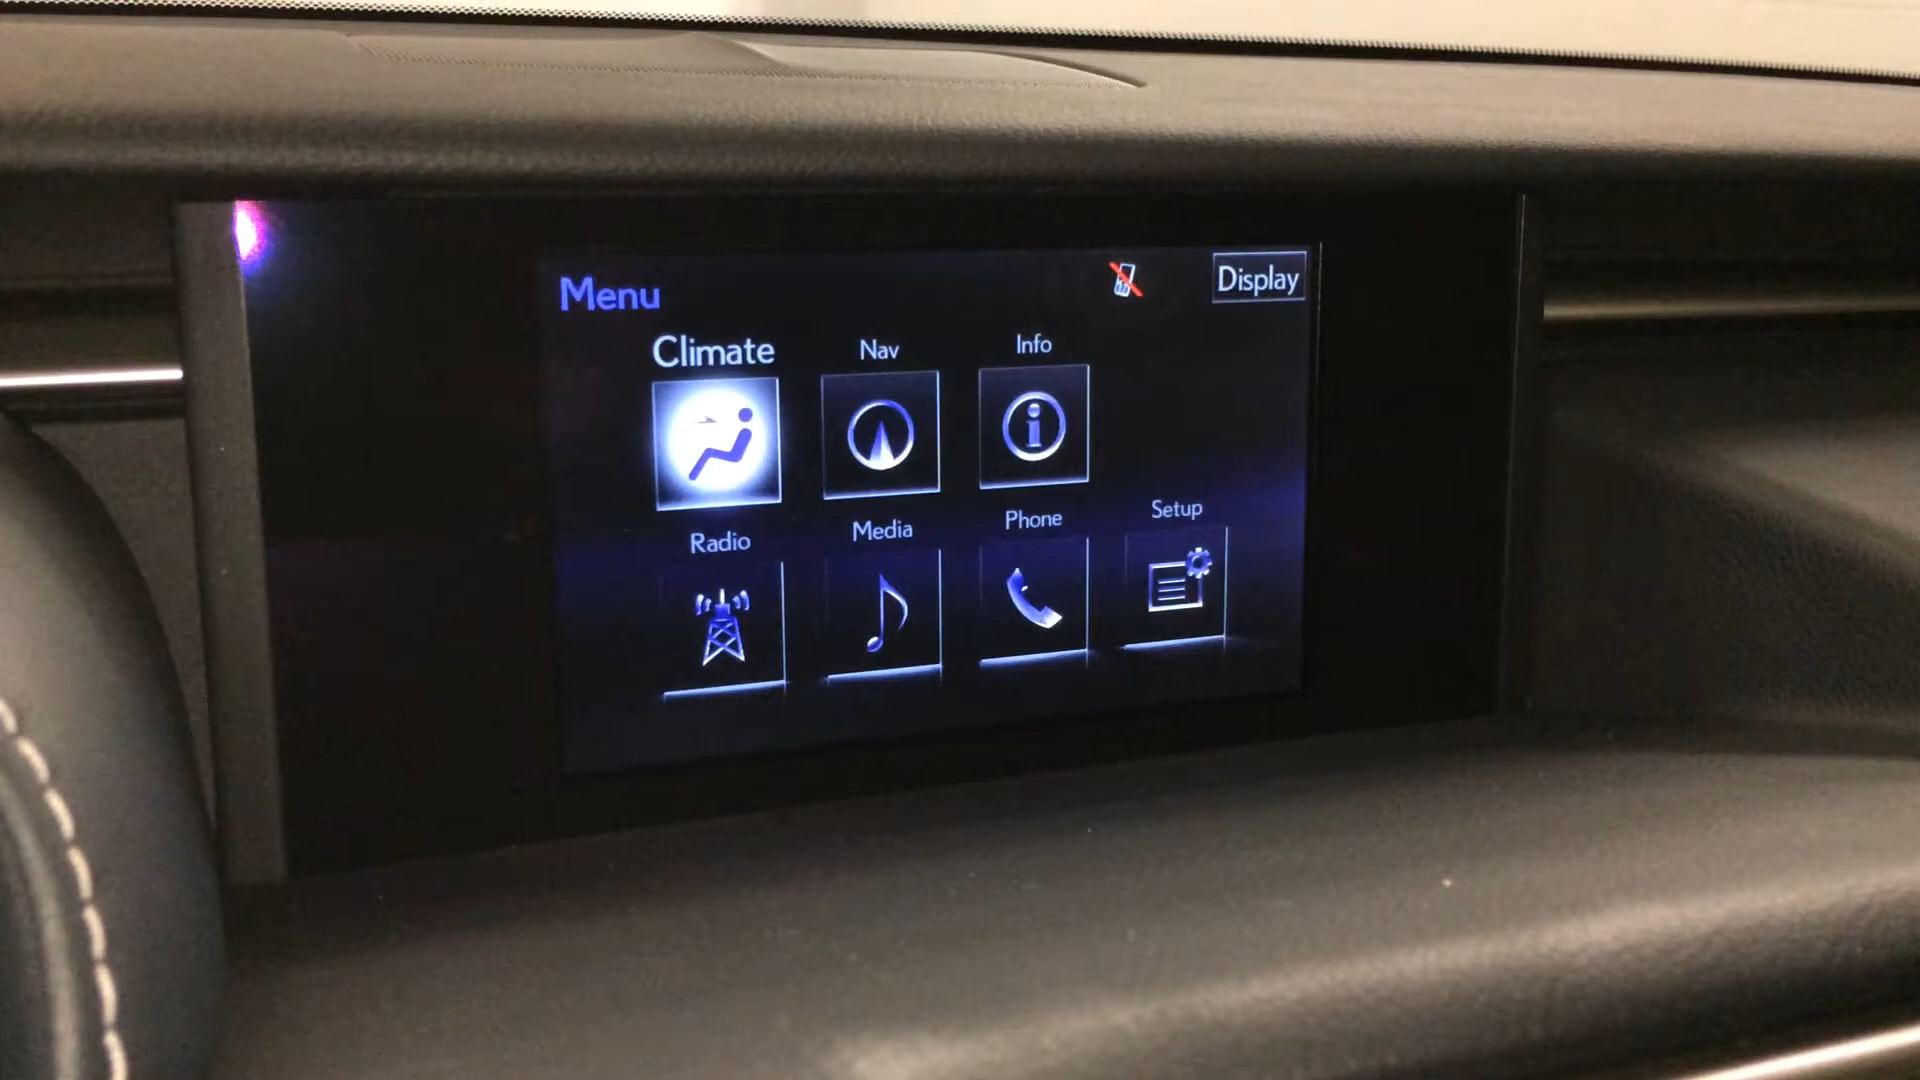 Menu
Display
Climate
Nav
Info
Radio
Media
Phone
Setup